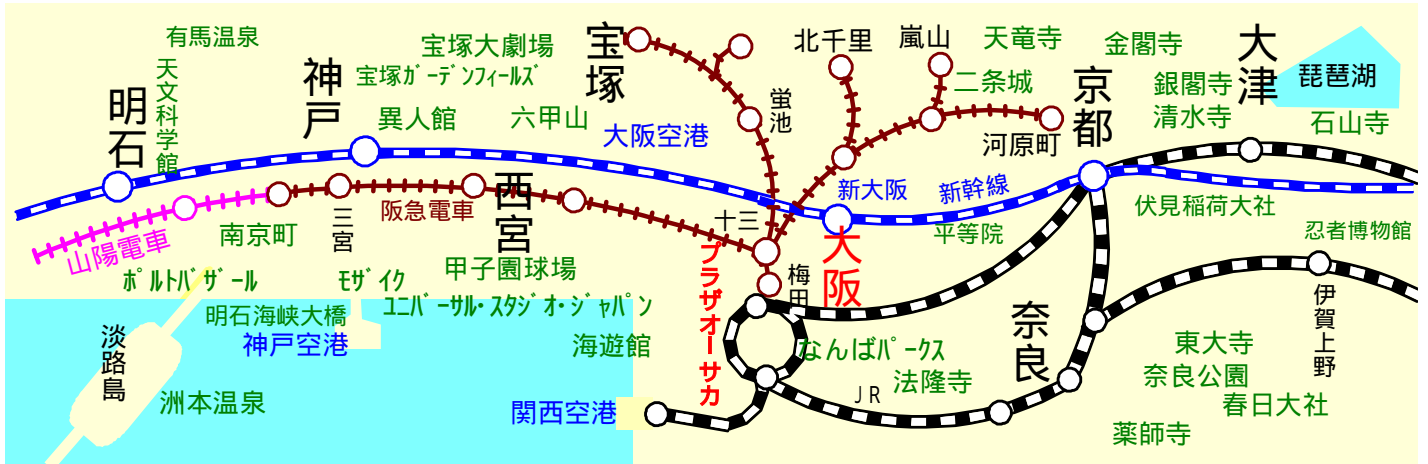 有馬温泉
天文科学館
明石
神戸
宝塚大劇場
宝塚ガーデンフィールズ
異人館
六甲山
宝塚
大阪空港
蛍池
北千里
嵐山
天竜寺
二条城
河原町
京都
金閣寺
銀閣寺
清水寺
大津
琵琶湖
石山寺
山陽電車
南京町
三宮
阪急電車
西宮
十三
新大阪
新幹線
大阪
平等院
伏見稲荷大社
忍者博物館
ポルトバザール
モザイク
甲子園球場
ユニバーサル・スタジオ・ジャパン
プラザオーサカ
梅田
明石海峡大橋
神戸空港
海遊館
なんばパークス
法隆寺
奈良
伊賀上野
東大寺
奈良公園
春日大社
薬師寺
淡路島
洲本温泉
関西空港
JR